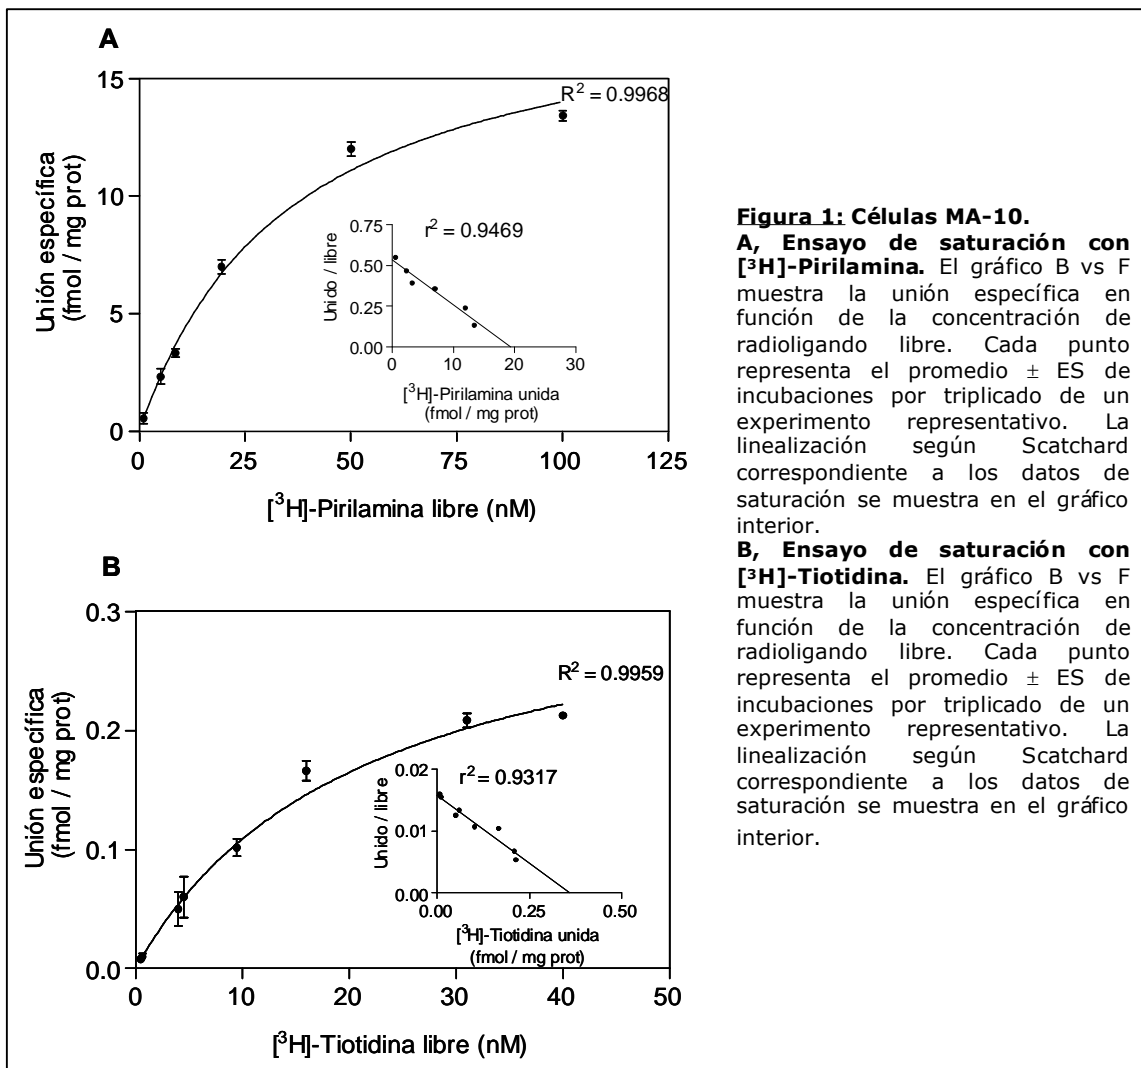 A
15
R² = 0.9968
10
5
0
0 25 50 75 100 125
Unión específica
(fmol / mg prot)
[³H]-Pirilamina libre (nM)
0.75
r² = 0.9469
0.50
0.25
0.00
0 10 20 30
Unido / libre
[³H]-Pirilamina unida
(fmol / mg prot)
B
0.3
R² = 0.9959
0.2
0.1
0.0
0 10 20 30 40 50
Unión específica
(fmol / mg prot)
[³H]-Tiotidina libre (nM)
0.02
r² = 0.9317
0.01
0.00
0.00 0.25 0.50
Unido / libre
[³H]-Tiotidina unida
(fmol / mg prot)
Figura 1: Células MA-10.
A, Ensayo de saturación con
[³H]-Pirilamina. El gráfico B vs F
muestra la unión específica en
función de la concentración de
radioligando libre. Cada punto
representa el promedio ± ES de
incubaciones por triplicado de un
experimento representativo. La
linealización según Scatchard
correspondiente a los datos de
saturación se muestra en el gráfico
interior.
B, Ensayo de saturación con
[³H]-Tiotidina. El gráfico B vs F
muestra la unión específica en
función de la concentración de
radioligando libre. Cada punto
representa el promedio ± ES de
incubaciones por triplicado de un
experimento representativo. La
linealización según Scatchard
correspondiente a los datos de
saturación se muestra en el gráfico
interior.